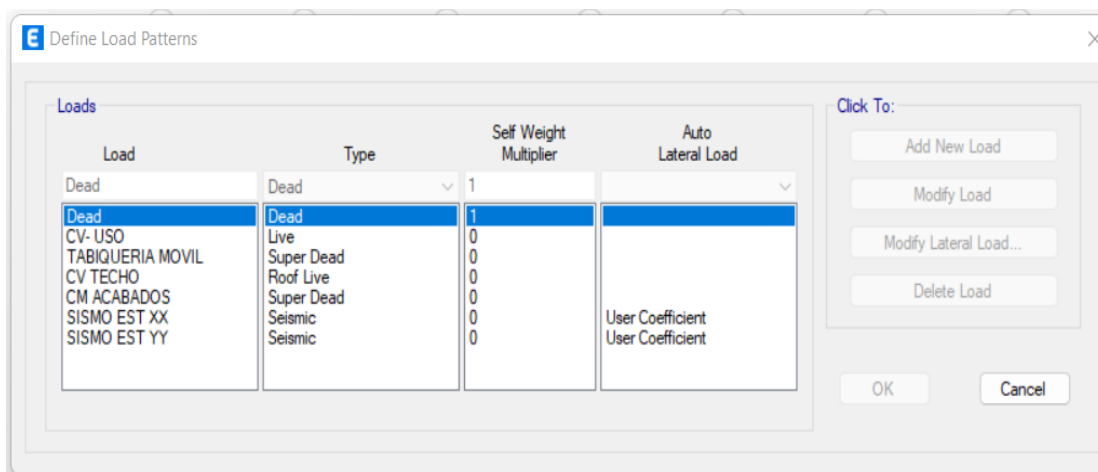 E Define Load Patterns
Loads
Click To:
Load Type Self Weight Multiplier Auto Lateral Load
Dead Dead 1
Dead Dead 1
CV- USO Live 0
TABIQUERIA MOVIL Super Dead 0
CV TECHO Roof Live 0
CM ACABADOS Super Dead 0
SISMO EST XX Seismic 0 User Coefficient
SISMO EST YY Seismic 0 User Coefficient
Add New Load
Modify Load
Modify Lateral Load...
Delete Load
OK Cancel